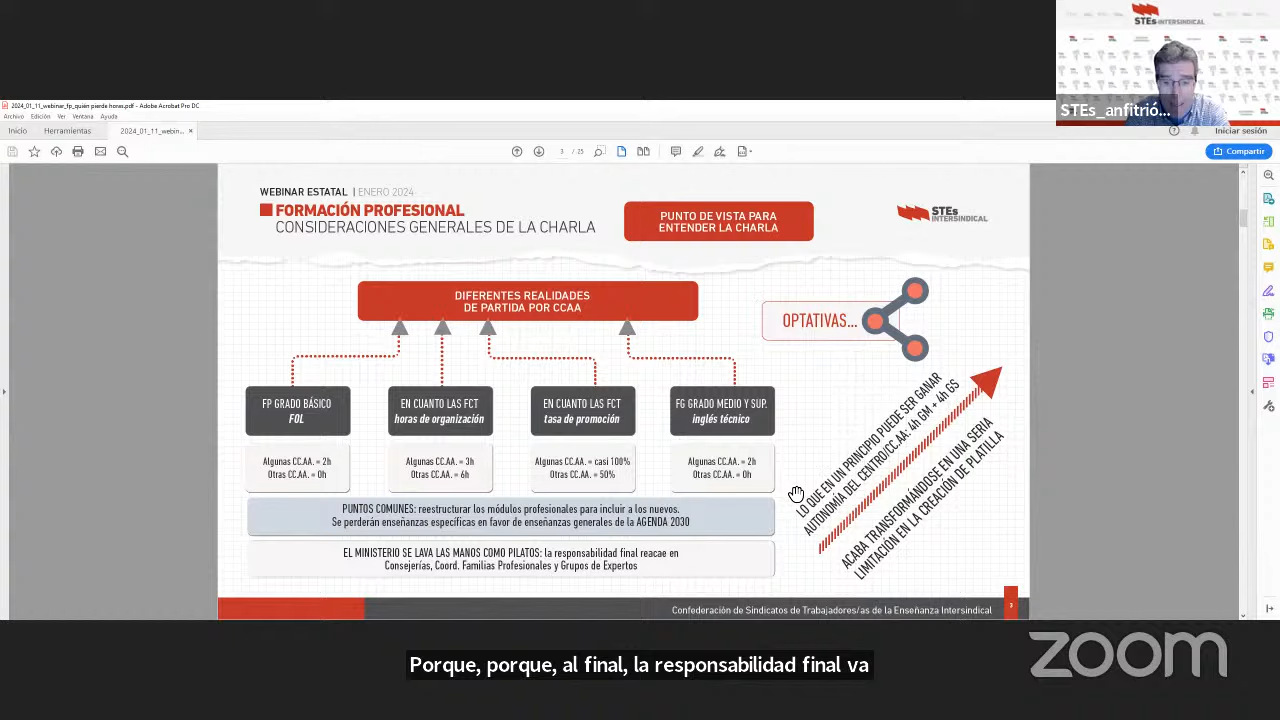 STEs-INTERSINDICAL
STEs_anfitrió...
2024_01_11_webinar_fp_quién pierde horas.pdf - Adobe Acrobat Pro DC
Archivo Edición Ver Ventana Ayuda
Inicio Herramientas 2024_01_11_webin... × Iniciar sesión
3 / 25 Compartir
WEBINAR ESTATAL | ENERO 2024
FORMACIÓN PROFESIONAL
CONSIDERACIONES GENERALES DE LA CHARLA
PUNTO DE VISTA PARA
ENTENDER LA CHARLA
STEs
INTERSINDICAL
DIFERENTES REALIDADES
DE PARTIDA POR CCAA
OPTATIVAS...
FP GRADO BÁSICO
FOL
EN CUANTO LAS FCT
horas de organización
EN CUANTO LAS FCT
tasa de promoción
FG GRADO MEDIO Y SUP.
inglés técnico
Algunas CC.AA. = 2h
Otras CC.AA. = 0h
Algunas CC.AA. = 3h
Otras CC.AA. = 6h
Algunas CC.AA. = casi 100%
Otras CC.AA. = 50%
Algunas CC.AA. = 2h
Otras CC.AA. = 0h
LO QUE EN UN PRINCIPIO PUEDE SER GANAR
AUTONOMÍA DEL CENTRO/CC.AA: 4h GM + 4h GS
ACABA TRANSFORMÁNDOSE EN UNA SERIA
LIMITACIÓN EN LA CREACIÓN DE PLATILLA
PUNTOS COMUNES: reestructurar los módulos profesionales para incluir a los nuevos.
Se perderán enseñanzas específicas en favor de enseñanzas generales de la AGENDA 2030
EL MINISTERIO SE LAVA LAS MANOS COMO PILATOS: la responsabilidad final reacae en
Consejerías, Coord. Familias Profesionales y Grupos de Expertos
Confederación de Sindicatos de Trabajadores/as de la Enseñanza Intersindical 3
Porque, porque, al final, la responsabilidad final va
zoom